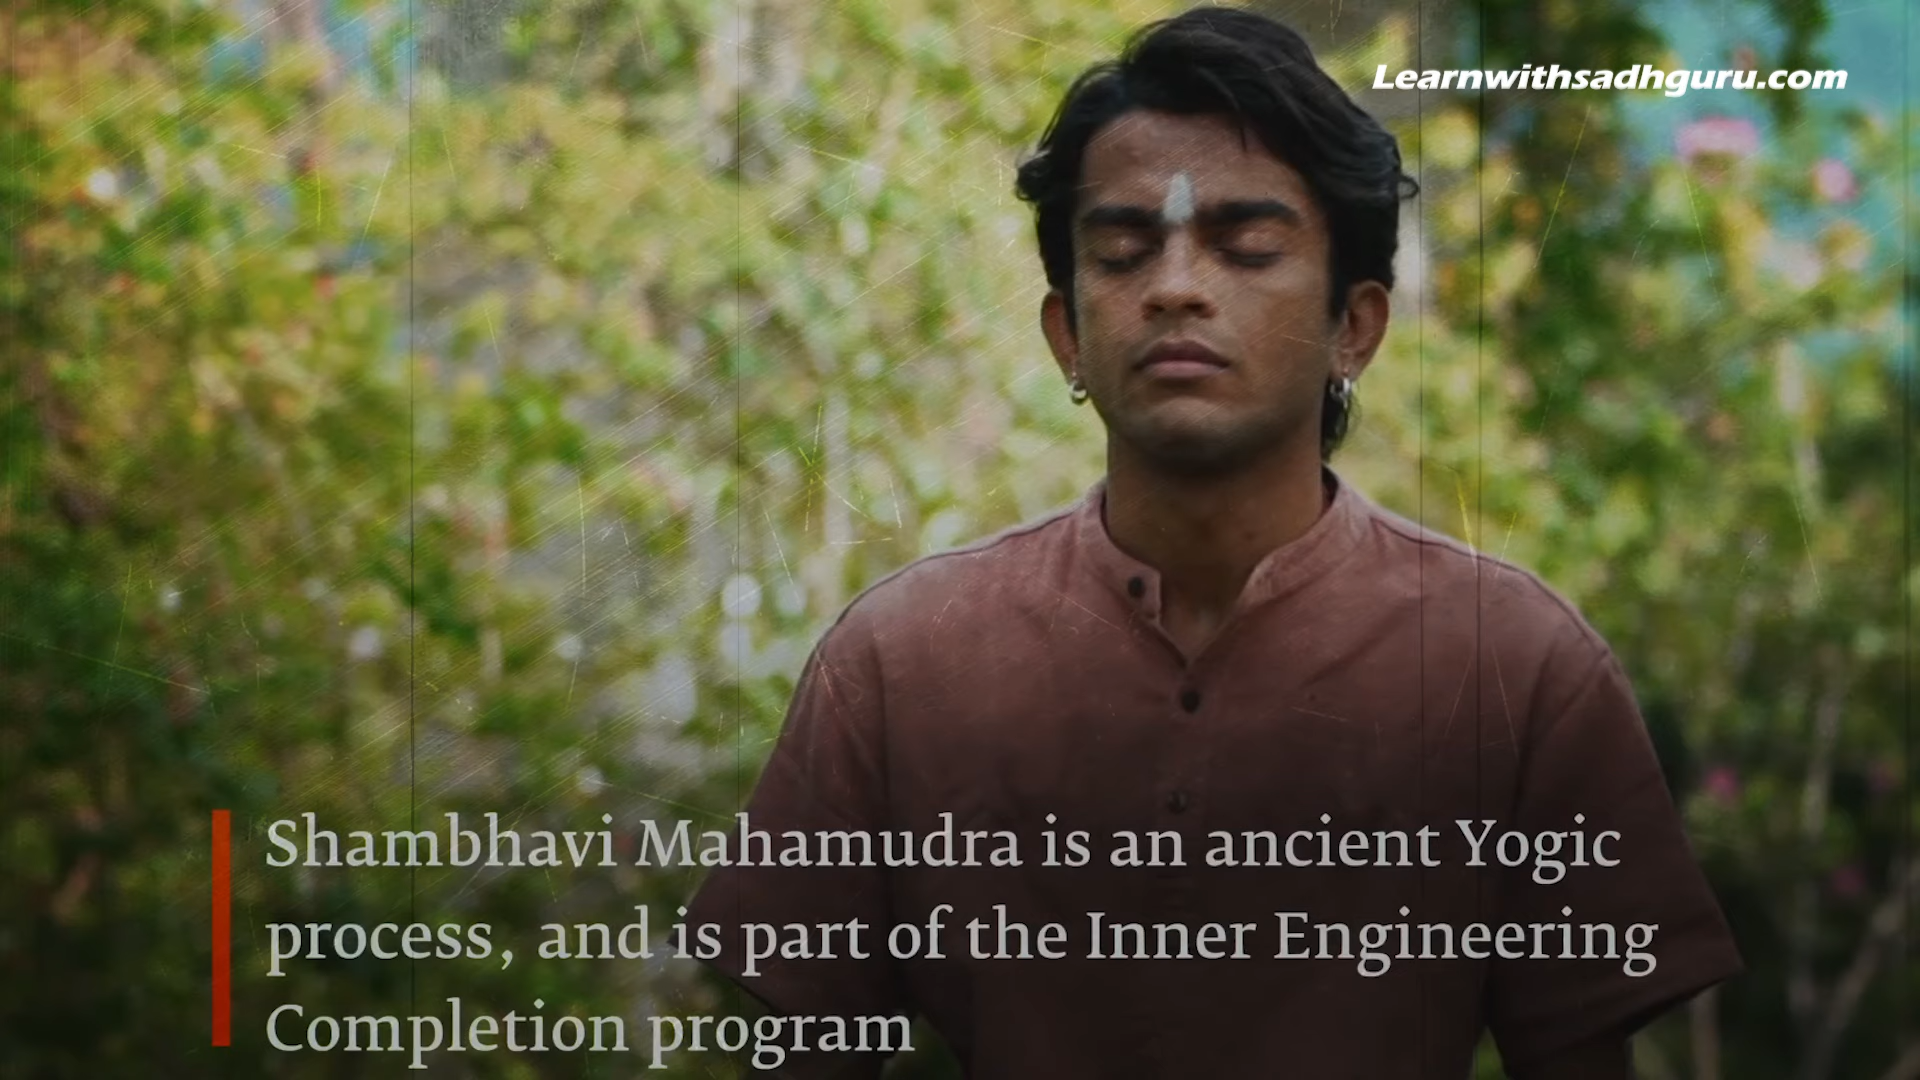 Learnwithsadhguru.com
Shambhavi Mahamudra is an ancient Yogic
process, and is part of the Inner Engineering
Completion program